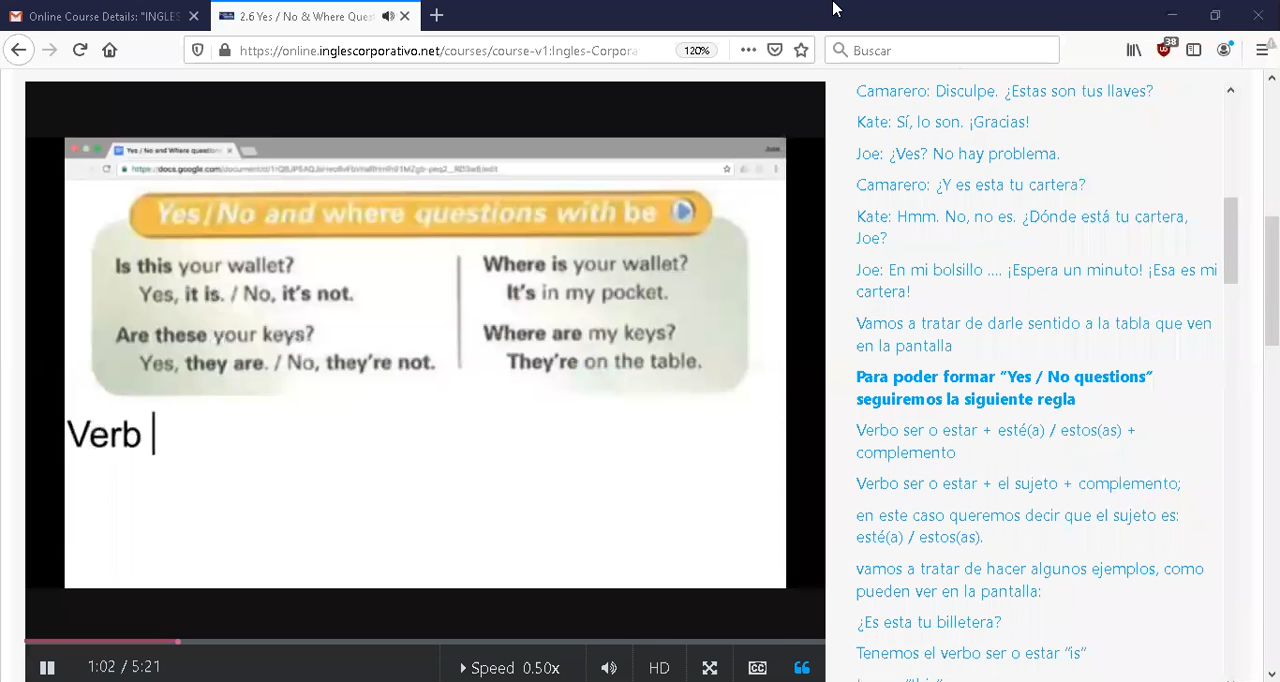 Online Course Details: "INGLES
2.6 Yes / No & Where Ques
https://online.inglescorporativo.net/courses/course-v1:Ingles-Corpora
120%
Buscar
38
Yes / No and Where question
Yes/No and where questions with be
Is this your wallet?
Yes, it is. / No, it's not.
Are these your keys?
Yes, they are. / No, they're not.
Where is your wallet?
It's in my pocket.
Where are my keys?
They're on the table.
Verb
1:02 / 5:21
Speed 0.50x
HD
CC
Camarero: Disculpe. ¿Estas son tus llaves?
Kate: Sí, lo son. ¡Gracias!
Joe: ¿Ves? No hay problema.
Camarero: ¿Y es esta tu cartera?
Kate: Hmm. No, no es. ¿Dónde está tu cartera,
Joe?
Joe: En mi bolsillo .... ¡Espera un minuto! ¡Esa es mi
cartera!
Vamos a tratar de darle sentido a la tabla que ven
en la pantalla
Para poder formar “Yes / No questions”
seguiremos la siguiente regla
Verbo ser o estar + esté(a) / estos(as) +
complemento
Verbo ser o estar + el sujeto + complemento;
en este caso queremos decir que el sujeto es:
esté(a) / estos(as).
vamos a tratar de hacer algunos ejemplos, como
pueden ver en la pantalla:
¿Es esta tu billetera?
Tenemos el verbo ser o estar “is”